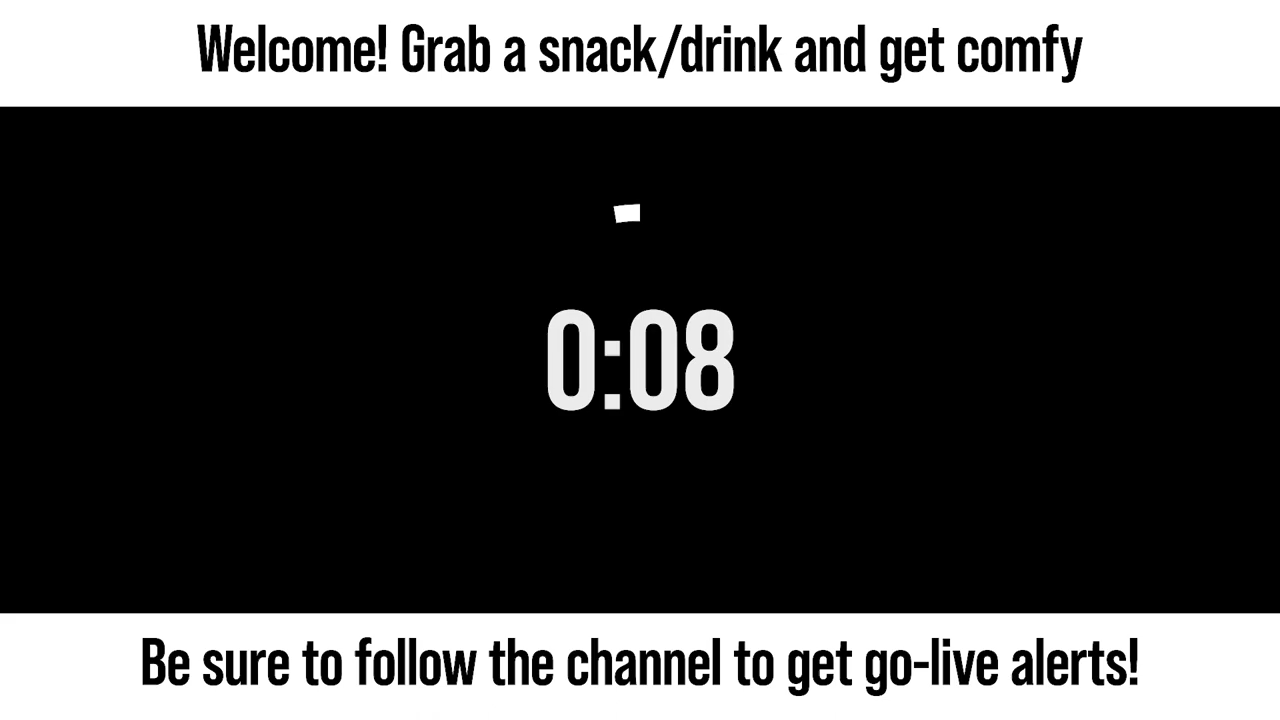 Welcome! Grab a snack/drink and get comfy
0:08
Be sure to follow the channel to get go-live alerts!